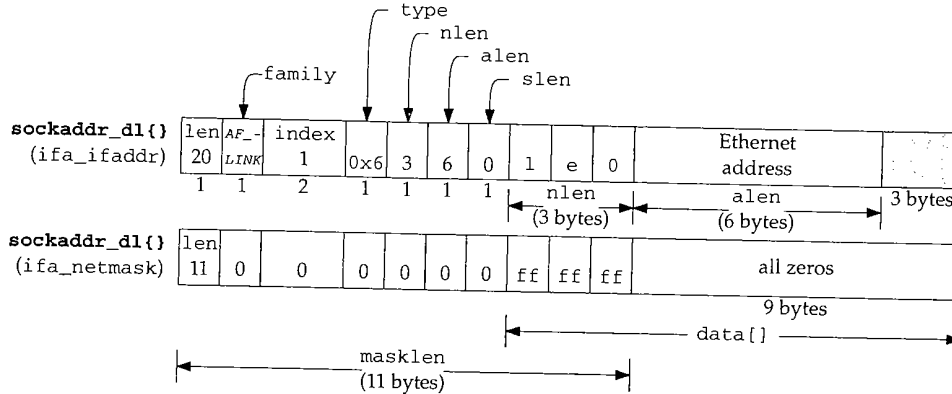 type
nlen
alen
slen
family
sockaddr_dl{}
(ifa_ifaddr)
len AF_- index
20 LINK 1 0x6 3 6 0 l e 0
Ethernet
address
1 1 2 1 1 1 1
nlen
(3 bytes)
alen
(6 bytes)
3 bytes
sockaddr_dl{}
(ifa_netmask)
len
11 0 0 0 0 0 0 ff ff ff all zeros
9 bytes
data[]
masklen
(11 bytes)